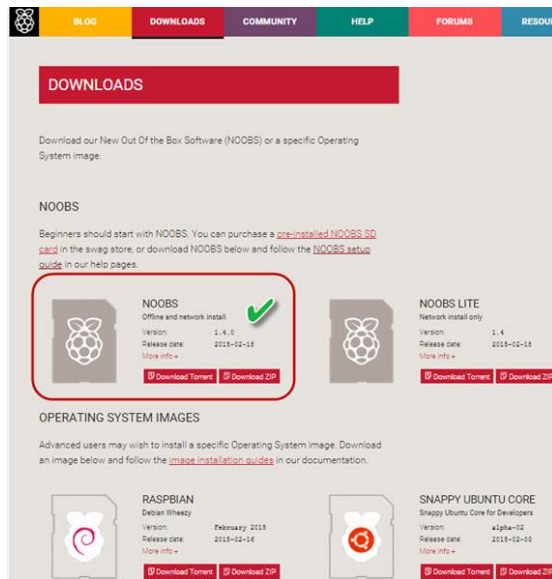 BLOG
DOWNLOADS
COMMUNITY
HELP
FORUMS
RESOU
DOWNLOADS
Download our New Out Of the Box Software (NOOBS) or a specific Operating
System image.
NOOBS
Beginners should start with NOOBS. You can purchase a pre-installed NOOBS SD
card in the swag store, or download NOOBS below and follow the NOOBS setup
guide in our help pages.
NOOBS
Offline and network install
Version: 1.4.0
Release date: 2015-02-18
More info +
Download Torrent
Download ZIP
NOOBS LITE
Network install only
Version: 1.4
Release date: 2015-02-18
More info +
Download Torrent
Download ZIP
OPERATING SYSTEM IMAGES
Advanced users may wish to install a specific Operating System image. Download
an image below and follow the image installation guides in our documentation.
RASPBIAN
Debian Wheezy
Version: February 2015
Release date: 2015-02-16
More info +
Download Torrent
Download ZIP
SNAPPY UBUNTU CORE
Snappy Ubuntu Core for Developers
Version: alpha-02
Release date:
More info +
Download Torrent
Download ZIP